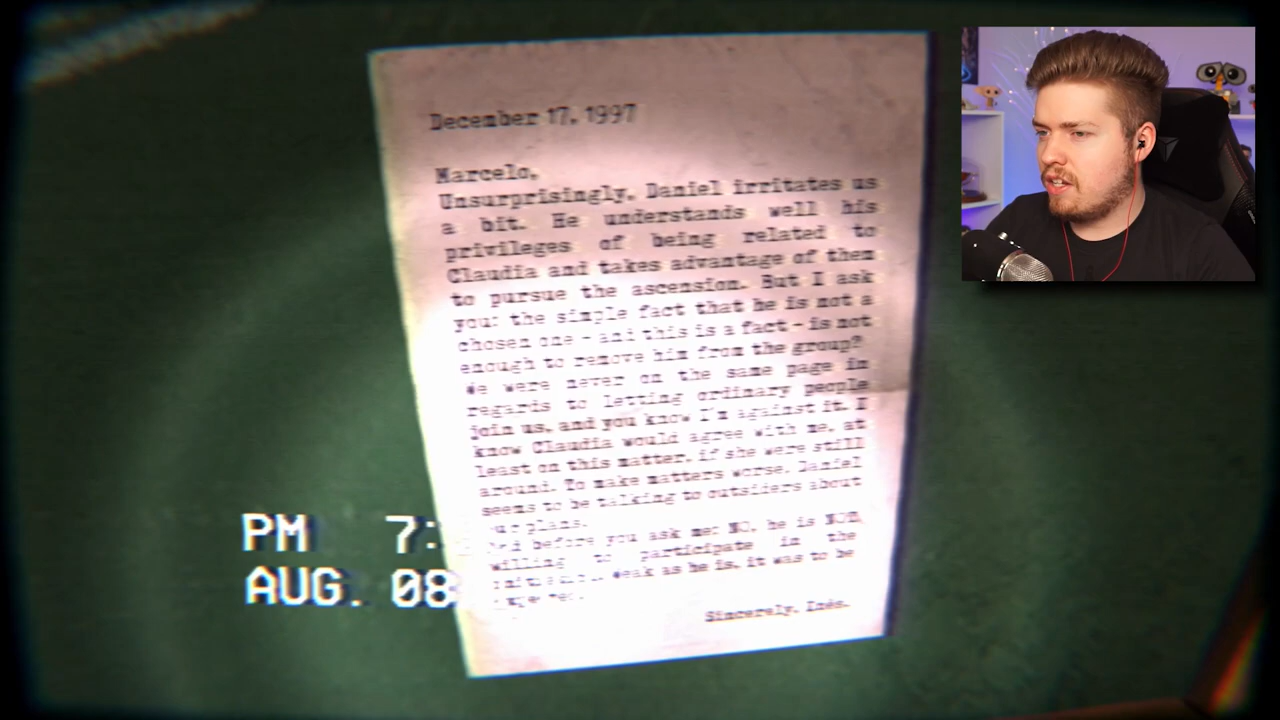 December 17, 1997
Marcelo,
Unsurprisingly, Daniel irritates us
a bit. He understands well his
privileges of being related to
Claudia and takes advantage of them
to pursue the ascension. But I ask
you: the simple fact that he is not a
chosen one - and this is a fact - is not
enough to remove him from the group?
We were never on the same page in
regards to letting ordinary people
join us, and you know I'm against it. I
know Claudia would agree with me, at
least on this matter, if she were still
around. To make matters worse, Daniel
seems to be talking to outsiders about
our plans.
And before you ask me: NO, he is NOT
willing to participate in the
Weak as he is, it was to be
Sincerely, Inês.
PM 7:
AUG. 08